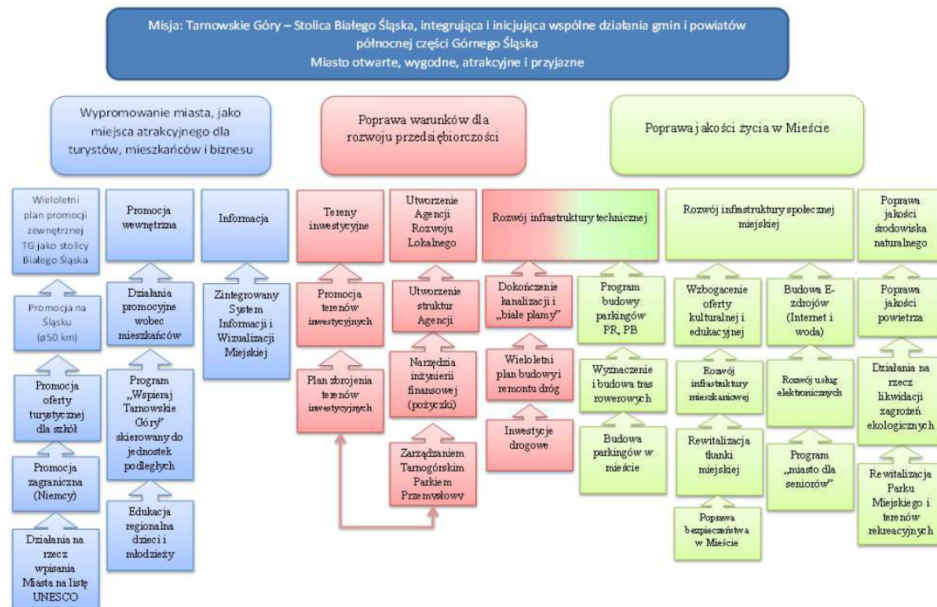 Misja: Tarnowskie Góry – Stolica Białego Śląska, integrująca i inicjująca wspólne działania gmin i powiatów
północnej części Górnego Śląska
Miasto otwarte, wygodne, atrakcyjne i przyjazne
Wypromowanie miasta, jako
miejsca atrakcyjnego dla
turystów, mieszkańców i biznesu
Poprawa warunków dla
rozwoju przedsiębiorczości
Poprawa jakości życia w Mieście
Wieloletni
plan promocji
zewnętrznej
TG jako stolicy
Białego Śląska
Promocja
wewnętrzna
Informacja
Tereny
inwestycyjne
Utworzenie
Agencji
Rozwoju
Lokalnego
Rozwój infrastruktury technicznej
Rozwój infrastruktury społecznej
miejskiej
Poprawa
jakości
środowiska
naturalnego
Promocja na
Śląsku
(ø50 km)
Działania
promocyjne
wobec
mieszkańców
Zintegrowany
System
Informacji i
Wizualizacji
Miejskiej
Promocja
terenów
inwestycyjnych
Utworzenie
struktur
Agencji
Dokończenie
kanalizacji i
„białe plamy”
Program
budowy
parkingów
PR, PB
Wzbogacenie
oferty
kulturalnej i
edukacyjnej
Budowa E-
zdrojów
(Internet i
woda)
Poprawa
jakości
powietrza
Promocja
oferty
turystycznej
dla szkół
Program
„Wspieraj
Tarnowskie
Góry”
skierowany do
jednostek
podległych
Plan zbrojenia
terenów
inwestycyjnych
Narzędzia
inżynierii
finansowej
(pożyczki)
Wieloletni
plan budowy i
remontu dróg
Wyznaczenie
i budowa tras
rowerowych
Rozwój
infrastruktury
mieszkaniowej
Rozwój usług
elektronicznych
Działania na
rzecz
likwidacji
zagrożeń
ekologicznych
Promocja
zagraniczna
(Niemcy)
Edukacja
regionalna
dzieci i
młodzieży
Zarządzaniem
Tarnogórskim
Parkiem
Przemysłowy
Inwestycje
drogowe
Budowa
parkingów w
mieście
Rewitalizacja
tkanki
miejskiej
Program
„miasto dla
seniorów”
Rewitalizacja
Parku
Miejskiego i
terenów
rekreacyjnych
Działania na
rzecz
wpisania
Miasta na listę
UNESCO
Poprawa
bezpieczeństwa
w Mieście